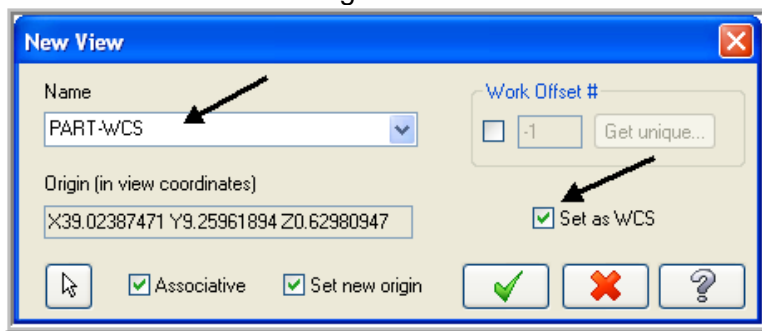 New View
Name
Work Offset #
PART-WCS
-1
Get unique...
Origin (in view coordinates)
X39.02387471 Y9.25961894 Z0.62980947
Set as WCS
Associative
Set new origin
?